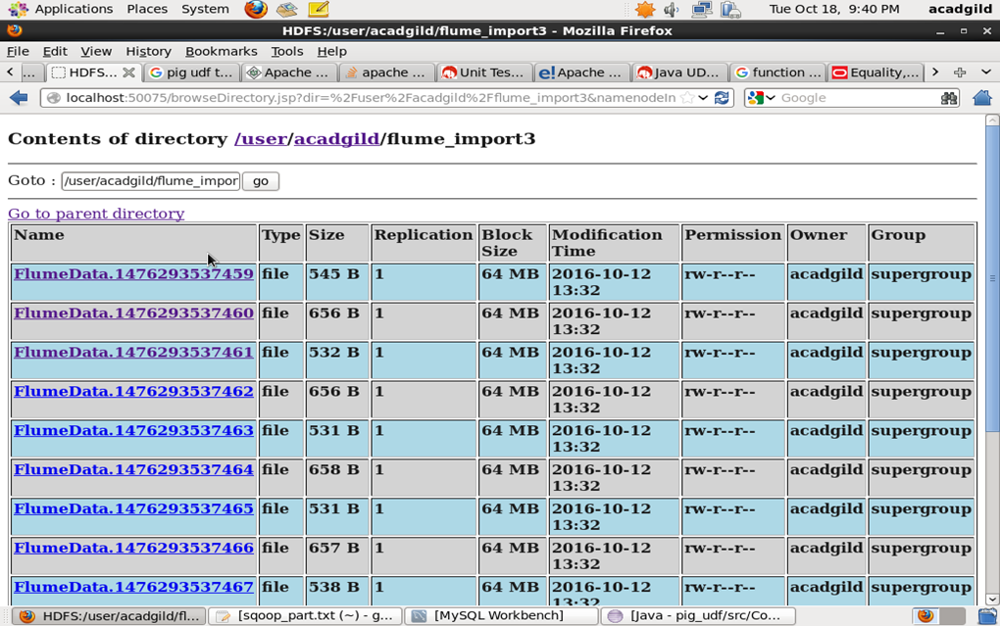 Applications Places System Tue Oct 18, 9:40 PM acadgild
HDFS:/user/acadgild/flume_import3 - Mozilla Firefox
File Edit View History Bookmarks Tools Help
... HDFS... pig udf t... Apache ... apache ... Unit Tes... Apache ... Java UD... function ... Equality,...
localhost:50075/browseDirectory.jsp?dir=%2Fuser%2Facadgild%2Fflume_import3&namenodeIn Google
Contents of directory /user/acadgild/flume_import3
Goto : /user/acadgild/flume_impor go
Go to parent directory
Name Type Size Replication Block Size Modification Time Permission Owner Group
FlumeData.1476293537459 file 545 B 1 64 MB 2016-10-12 13:32 rw-r--r-- acadgild supergroup
FlumeData.1476293537460 file 656 B 1 64 MB 2016-10-12 13:32 rw-r--r-- acadgild supergroup
FlumeData.1476293537461 file 532 B 1 64 MB 2016-10-12 13:32 rw-r--r-- acadgild supergroup
FlumeData.1476293537462 file 656 B 1 64 MB 2016-10-12 13:32 rw-r--r-- acadgild supergroup
FlumeData.1476293537463 file 531 B 1 64 MB 2016-10-12 13:32 rw-r--r-- acadgild supergroup
FlumeData.1476293537464 file 658 B 1 64 MB 2016-10-12 13:32 rw-r--r-- acadgild supergroup
FlumeData.1476293537465 file 531 B 1 64 MB 2016-10-12 13:32 rw-r--r-- acadgild supergroup
FlumeData.1476293537466 file 657 B 1 64 MB 2016-10-12 13:32 rw-r--r-- acadgild supergroup
FlumeData.1476293537467 file 538 B 1 64 MB 2016-10-12 13:32 rw-r--r-- acadgild supergroup
HDFS:/user/acadgild/fl... [sqoop_part.txt (~) - g... [MySQL Workbench] [Java - pig_udf/src/Co...